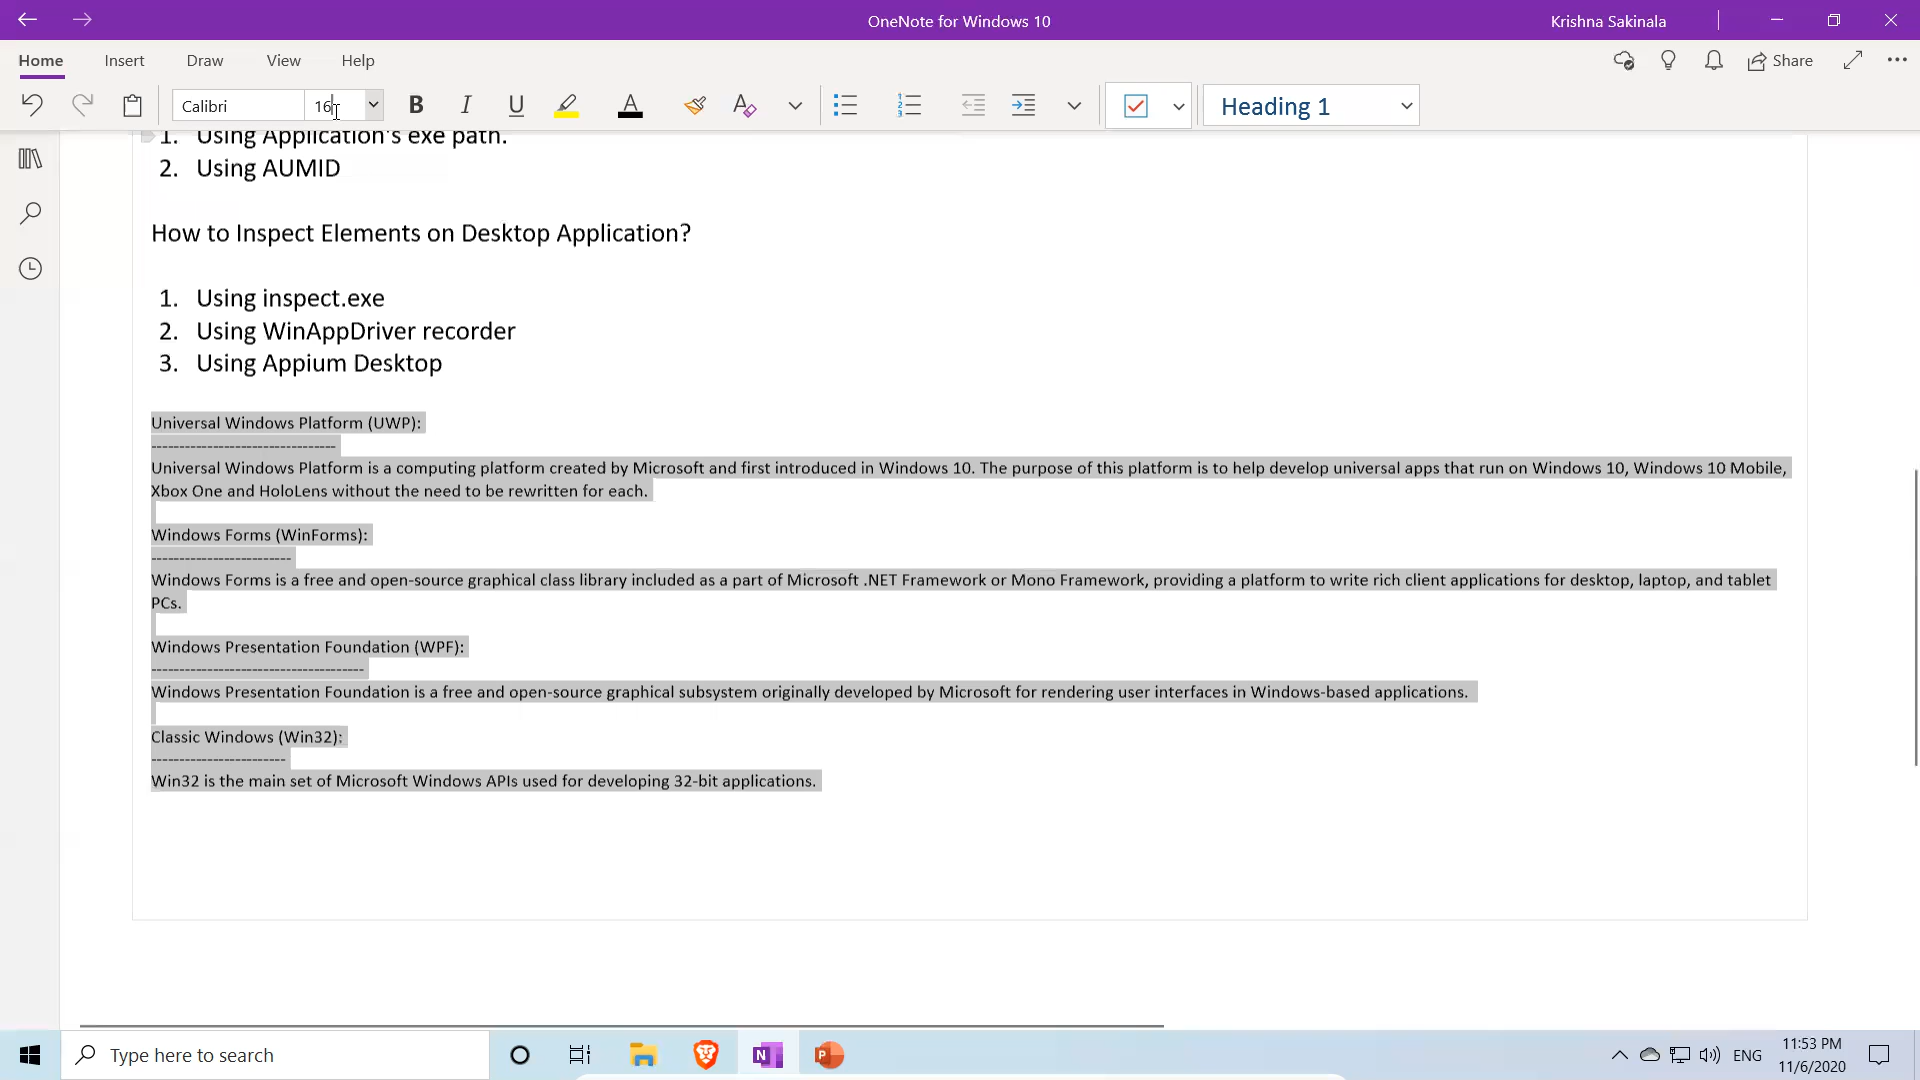 OneNote for Windows 10
Krishna Sakinala
Home
Insert
Draw
View
Help
Share
Calibri
16
B
I
U
A
Heading 1
1. Using Application's exe path.
2. Using AUMID
How to Inspect Elements on Desktop Application?
1. Using inspect.exe
2. Using WinAppDriver recorder
3. Using Appium Desktop
Universal Windows Platform (UWP):
---------------------------------
Universal Windows Platform is a computing platform created by Microsoft and first introduced in Windows 10. The purpose of this platform is to help develop universal apps that run on Windows 10, Windows 10 Mobile,
Xbox One and HoloLens without the need to be rewritten for each.
Windows Forms (WinForms):
-------------------------
Windows Forms is a free and open-source graphical class library included as a part of Microsoft .NET Framework or Mono Framework, providing a platform to write rich client applications for desktop, laptop, and tablet
PCs.
Windows Presentation Foundation (WPF):
--------------------------------------
Windows Presentation Foundation is a free and open-source graphical subsystem originally developed by Microsoft for rendering user interfaces in Windows-based applications.
Classic Windows (Win32):
------------------------
Win32 is the main set of Microsoft Windows APIs used for developing 32-bit applications.
Type here to search
N
P
ENG
11:53 PM
11/6/2020